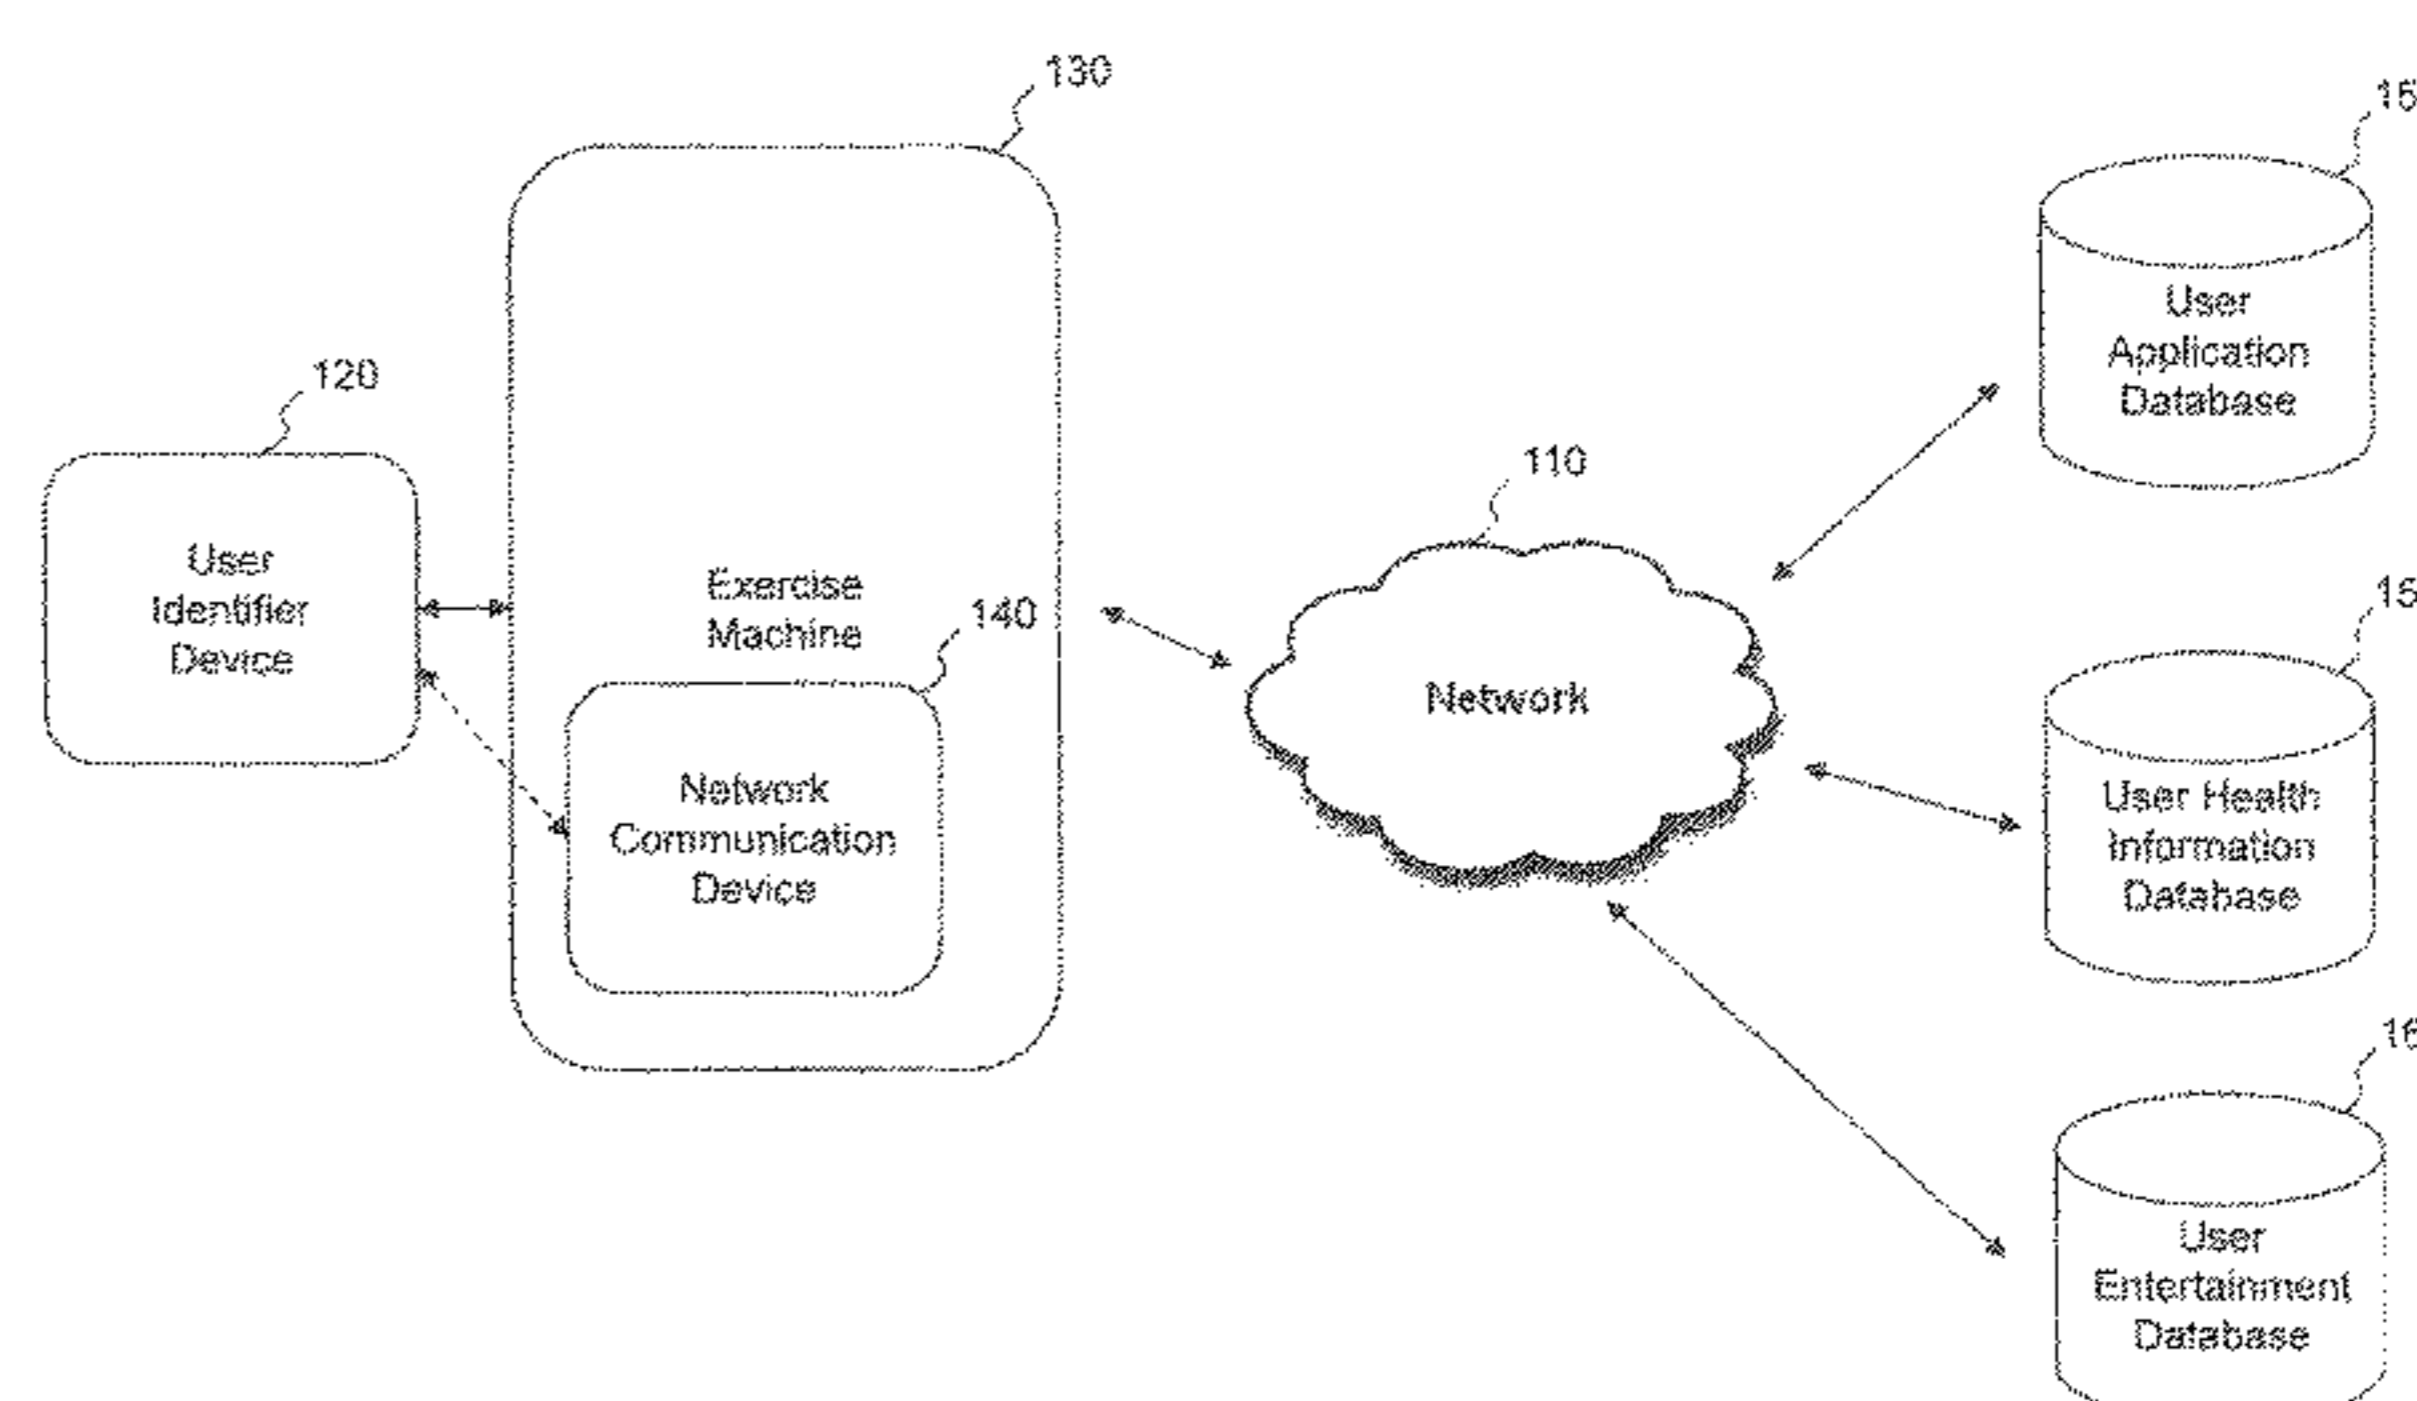 130
15
120
User
Application
Database
110
User
Identifier
Device
Exercise
Machine
140
15
Network
Network
Communication
Device
User Health
Information
Database
16
User
Entertainment
Database